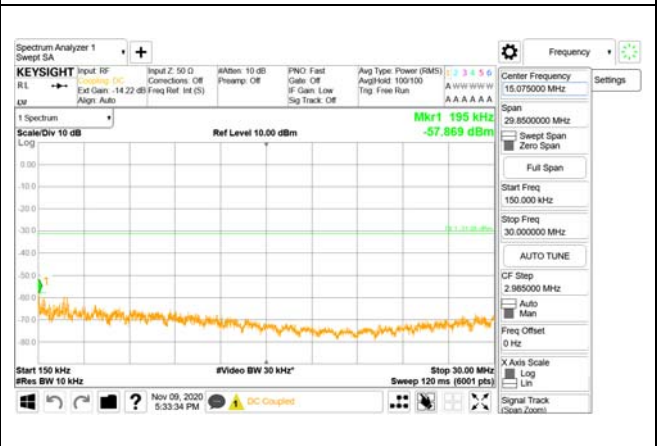 Spectrum Analyzer 1
Swept SA
+
Frequency
KEYSIGHT
RL
Input: RF
Coupling: DC
Ext Gain: -14.22 dB
Align: Auto
Input Z: 50 Ω
Corrections: Off
Freq Ref: Int (S)
#Atten: 10 dB
Preamp: Off
PNO: Fast
Gate: Off
IF Gain: Low
Sig Track: Off
Avg Type: Power (RMS)
Avg|Hold: 100/100
Trig: Free Run
1 2 3 4 5 6
A W W W W W
A A A A A A
1 Spectrum
Scale/Div 10 dB
Log
Ref Level 10.00 dBm
Mkr1 195 kHz
-57.869 dBm
0.00
-10.0
-20.0
-30.0
-40.0
-50.0
-60.0
-70.0
-80.0
1
Start 150 kHz
#Res BW 10 kHz
#Video BW 30 kHz*
Stop 30.00 MHz
Sweep 120 ms (6001 pts)
Nov 09, 2020
5:33:34 PM
DC Coupled
Center Frequency
15.075000 MHz
Settings
Span
29.8500000 MHz
Swept Span
Zero Span
Full Span
Start Freq
150.000 kHz
Stop Freq
30.000000 MHz
AUTO TUNE
CF Step
2.985000 MHz
Auto
Man
Freq Offset
0 Hz
X Axis Scale
Log
Lin
Signal Track
(Span Zoom)